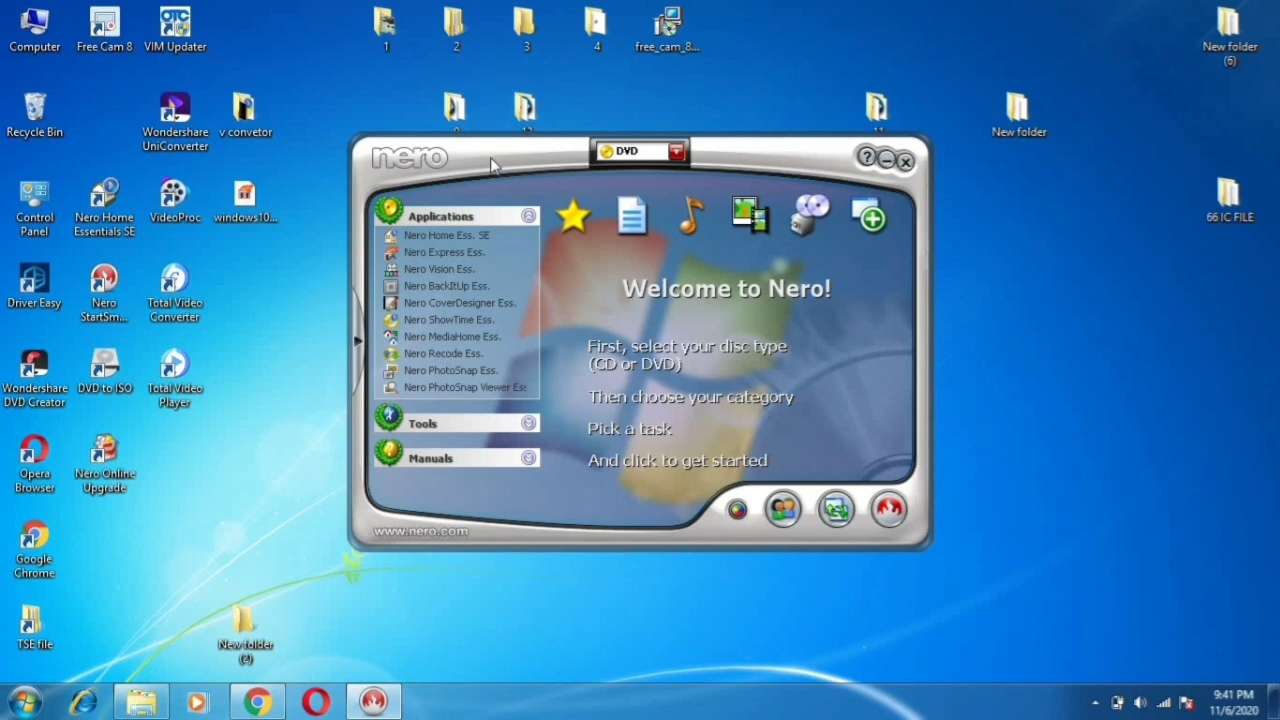 Computer
Free Cam 8
VIM Updater
1
2
3
4
free_cam_8...
New folder
(6)
Recycle Bin
Wondershare
UniConverter
v convetor
11
New folder
Control
Panel
Nero Home
Essentials SE
VideoProc
windows10...
66 IC FILE
Driver Easy
Nero
StartSm...
Total Video
Converter
Wondershare
DVD Creator
DVD to ISO
Total Video
Player
Opera
Browser
Nero Online
Upgrade
Google
Chrome
TSE file
New folder
(2)
nero
DVD
?
Applications
Nero Home Ess. SE
Nero Express Ess.
Nero Vision Ess.
Nero BackItUp Ess.
Nero CoverDesigner Ess.
Nero ShowTime Ess.
Nero MediaHome Ess.
Nero Recode Ess.
Nero PhotoSnap Ess.
Nero PhotoSnap Viewer Ess
Tools
Manuals
Welcome to Nero!
First, select your disc type
(CD or DVD)
Then choose your category
Pick a task
And click to get started
www.nero.com
9:41 PM
11/6/2020